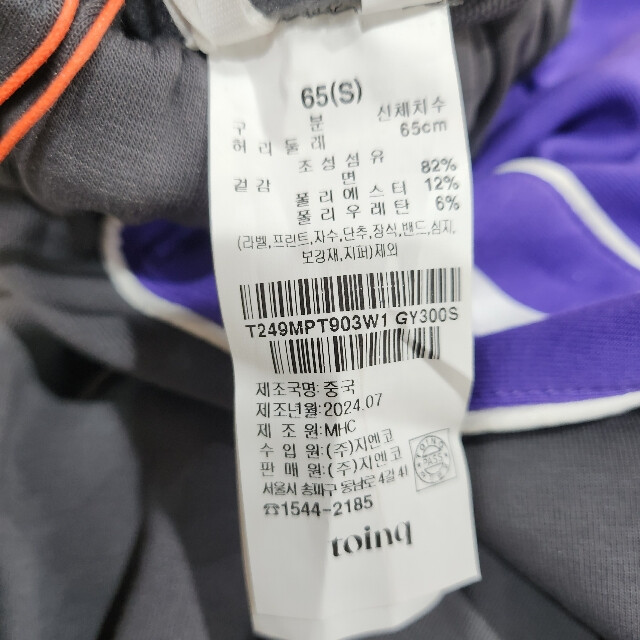 65(S)
구 분 신체치수
허리둘레 65cm
조성섬유
겉감 면 82%
폴리에스터 12%
폴리우레탄 6%
(라벨,프린트,자수,단추,장식,밴드,심지,
보강재,지퍼)제외
T249MPT903W1 GY300S
제조국명:중국
제조년월:2024.07
제 조 원:MHC
수 입 원:(주)지엔코
판 매 원:(주)지엔코
서울시 송파구 동남로 4길 41
☎1544-2185
toinq